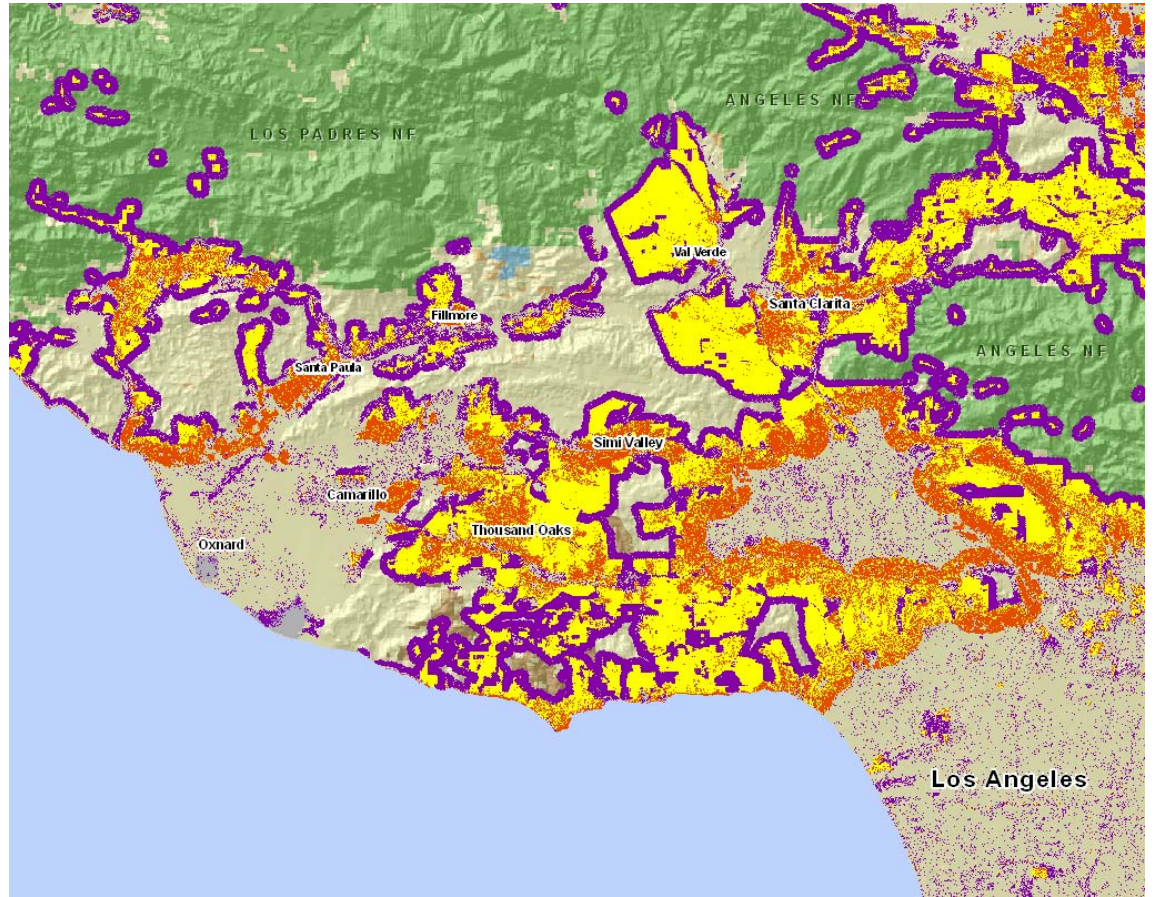 ANGELES NF
LOS PADRES NF
Val Verde
Santa Clarita
Fillmore
ANGELES NF
Santa Paula
Simi Valley
Camarillo
Thousand Oaks
Oxnard
Los Angeles